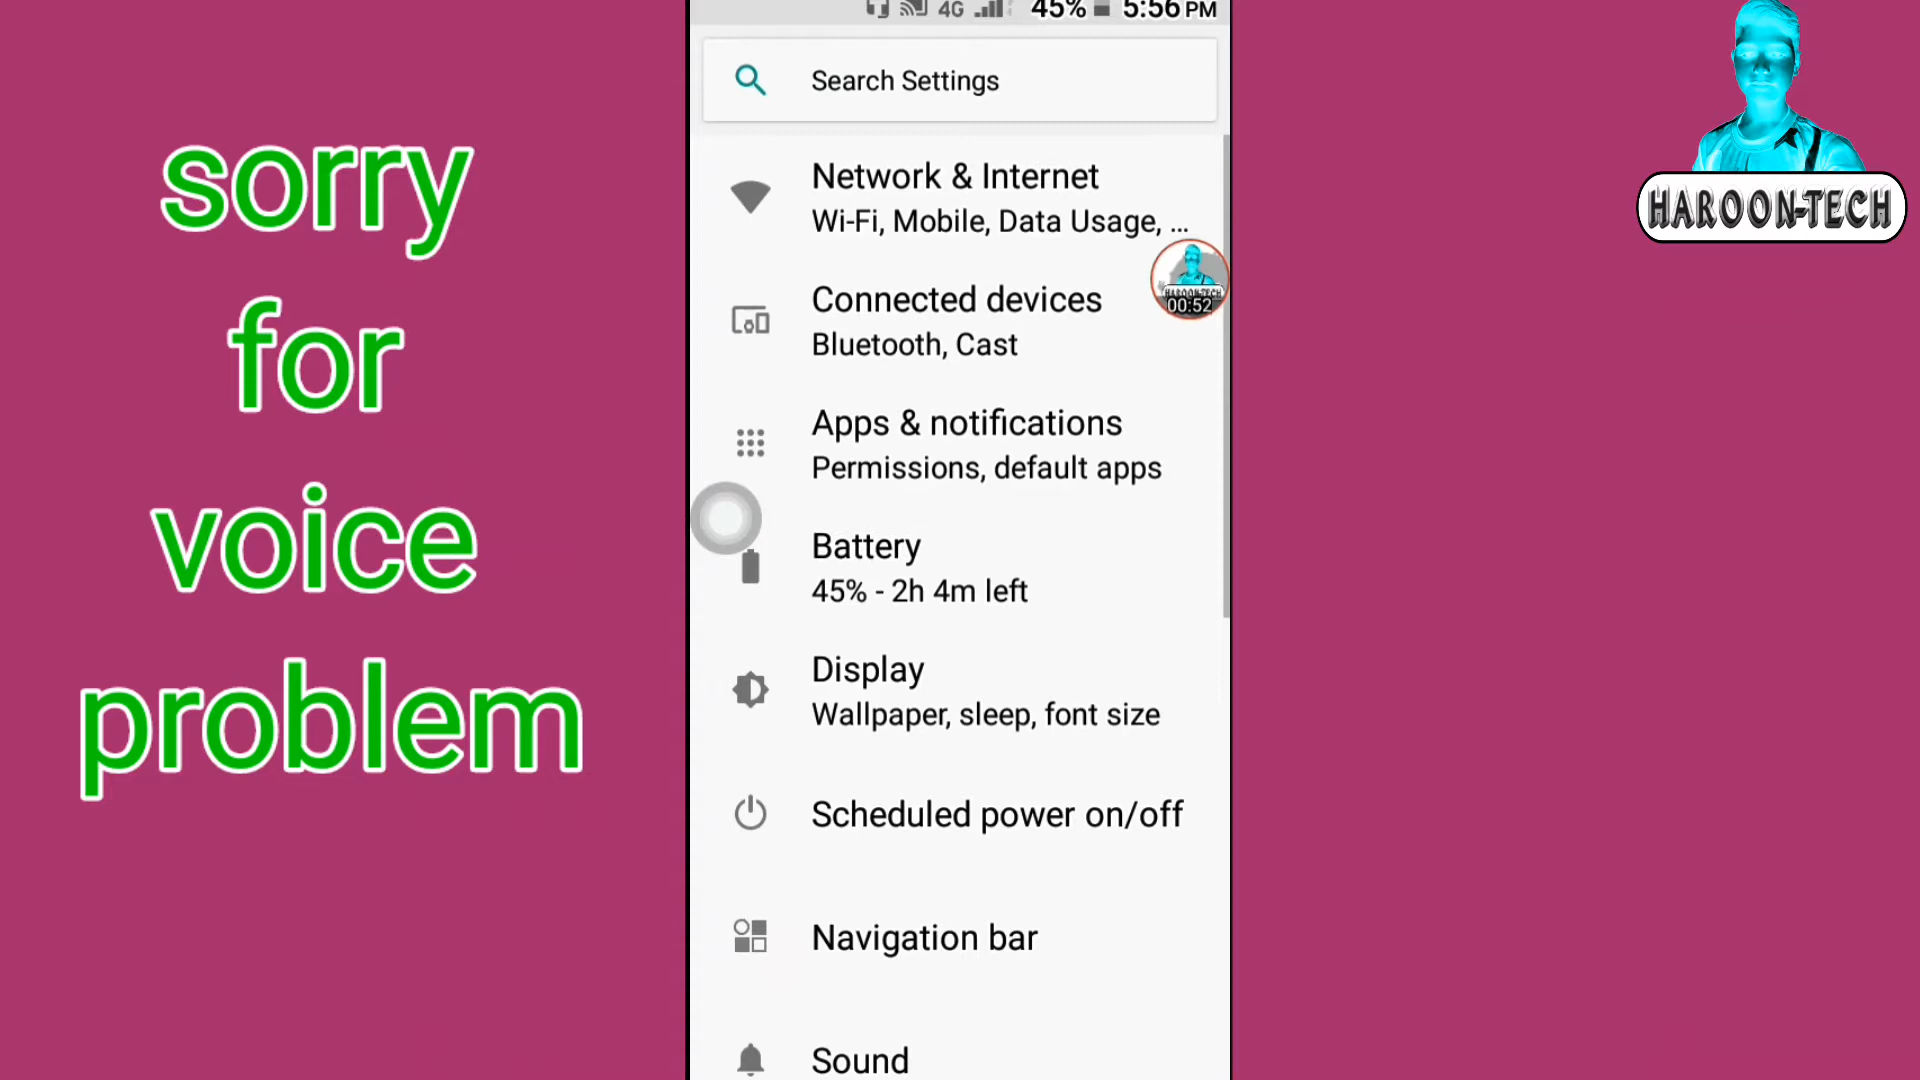 4G 45% 5:56 PM
Search Settings
Network & Internet
Wi-Fi, Mobile, Data Usage, ...
Connected devices
Bluetooth, Cast
Apps & notifications
Permissions, default apps
Battery
45% - 2h 4m left
Display
Wallpaper, sleep, font size
Scheduled power on/off
Navigation bar
Sound
sorry
for
voice
problem
HAROON-TECH
HAROON-TECH
00:52